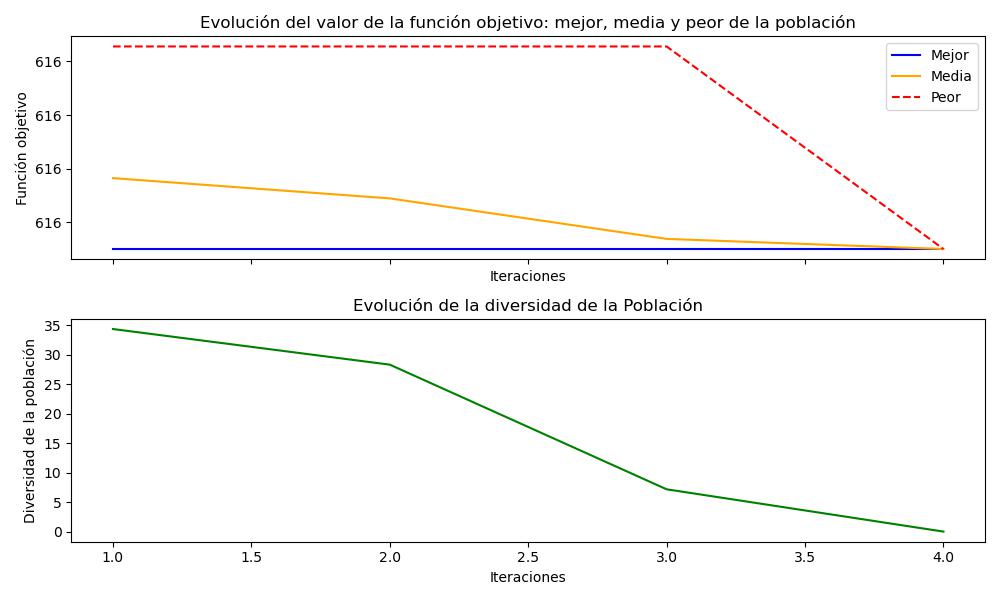 Evolución del valor de la función objetivo: mejor, media y peor de la población
Función objetivo
616
616
616
616
Mejor
Media
Peor
Iteraciones
Evolución de la diversidad de la Población
Diversidad de la población
35
30
25
20
15
10
5
0
1.0 1.5 2.0 2.5 3.0 3.5 4.0
Iteraciones